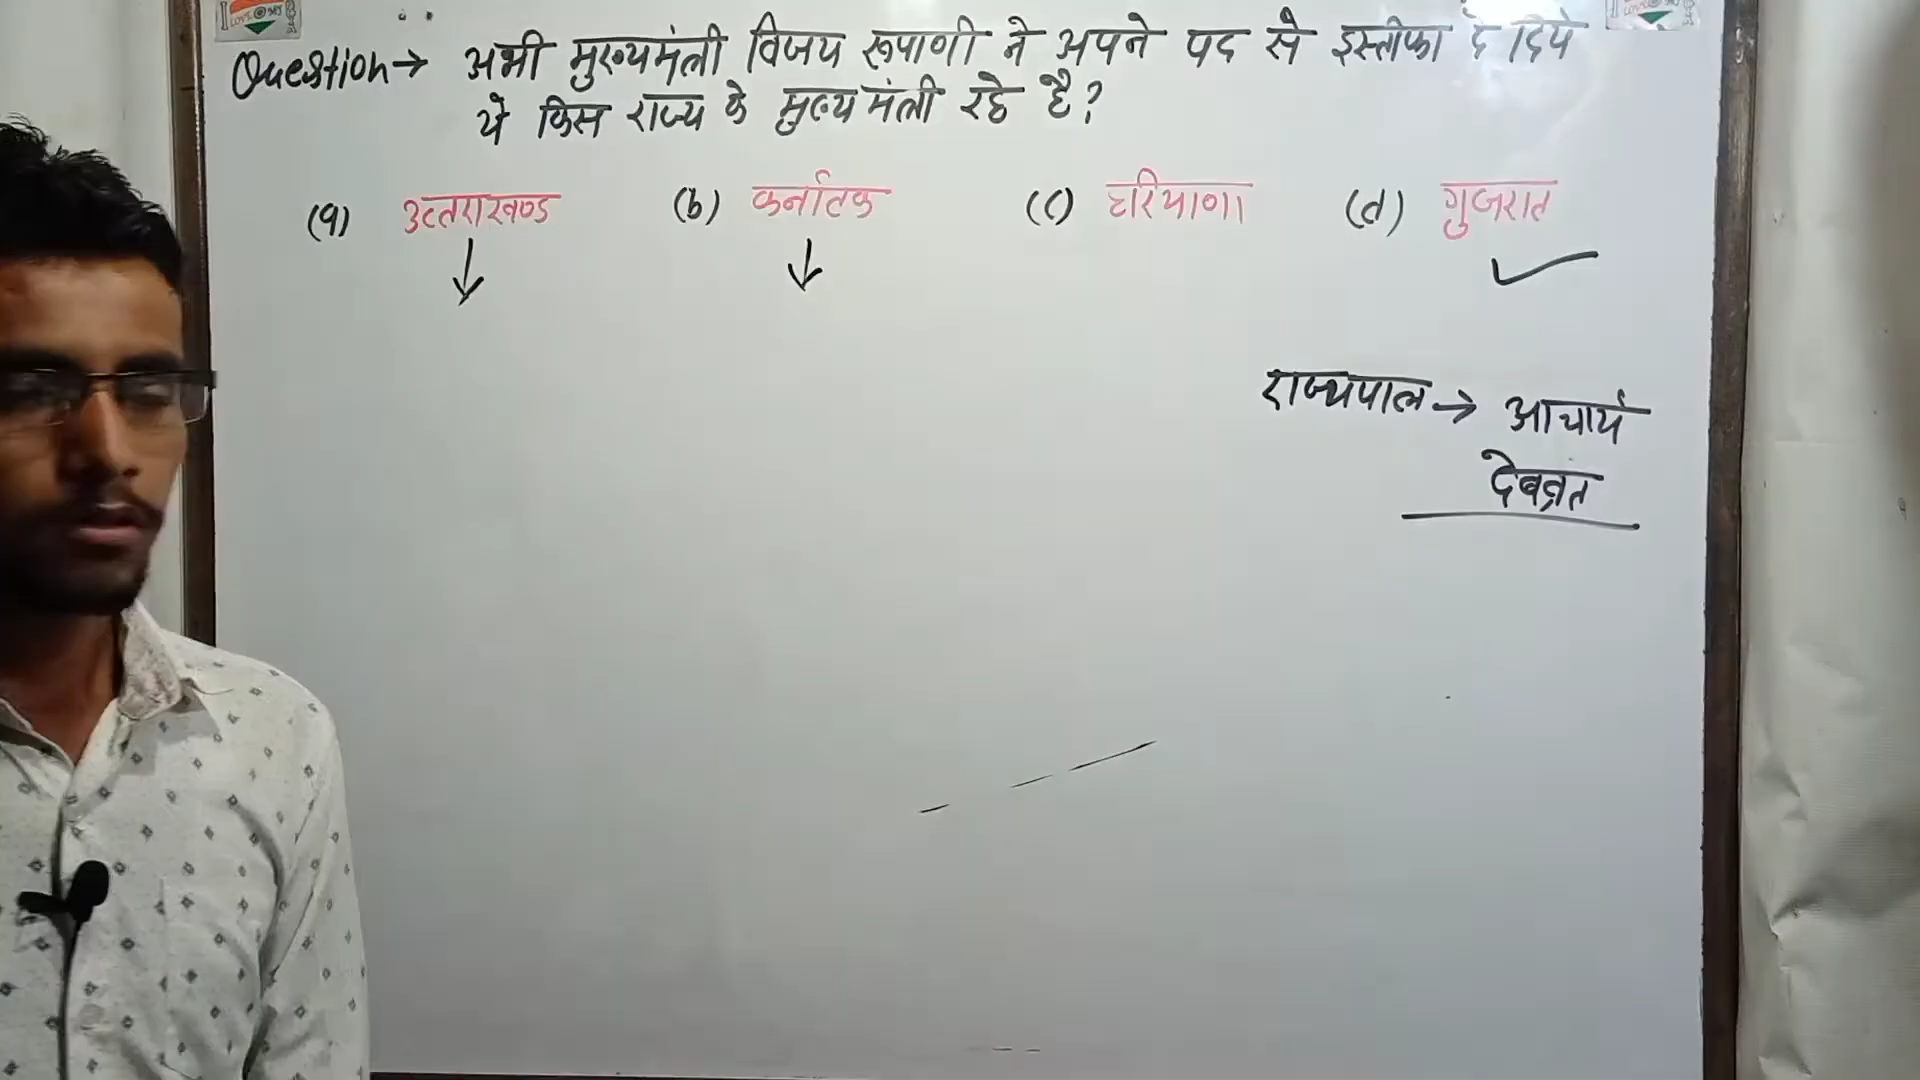 Question→ अभी मुख्यमंत्री विजय रूपाणी ने अपने पद से इस्तीफा दे दिये
ये किस राज्य के मुख्यमंत्री रहे है?
(a) उत्तराखण्ड (b) कर्नाटक (c) हरियाणा (d) गुजरात
राज्यपाल → आचार्य
देबव्रत